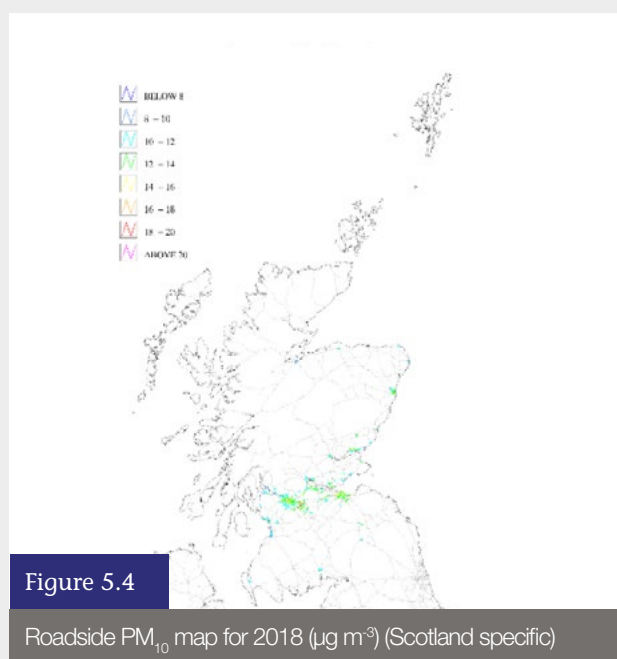 BELOW 8
8 – 10
10 – 12
12 – 14
14 – 16
16 – 18
18 – 20
ABOVE 20
Figure 5.4
Roadside PM₁₀ map for 2018 (µg m⁻³) (Scotland specific)